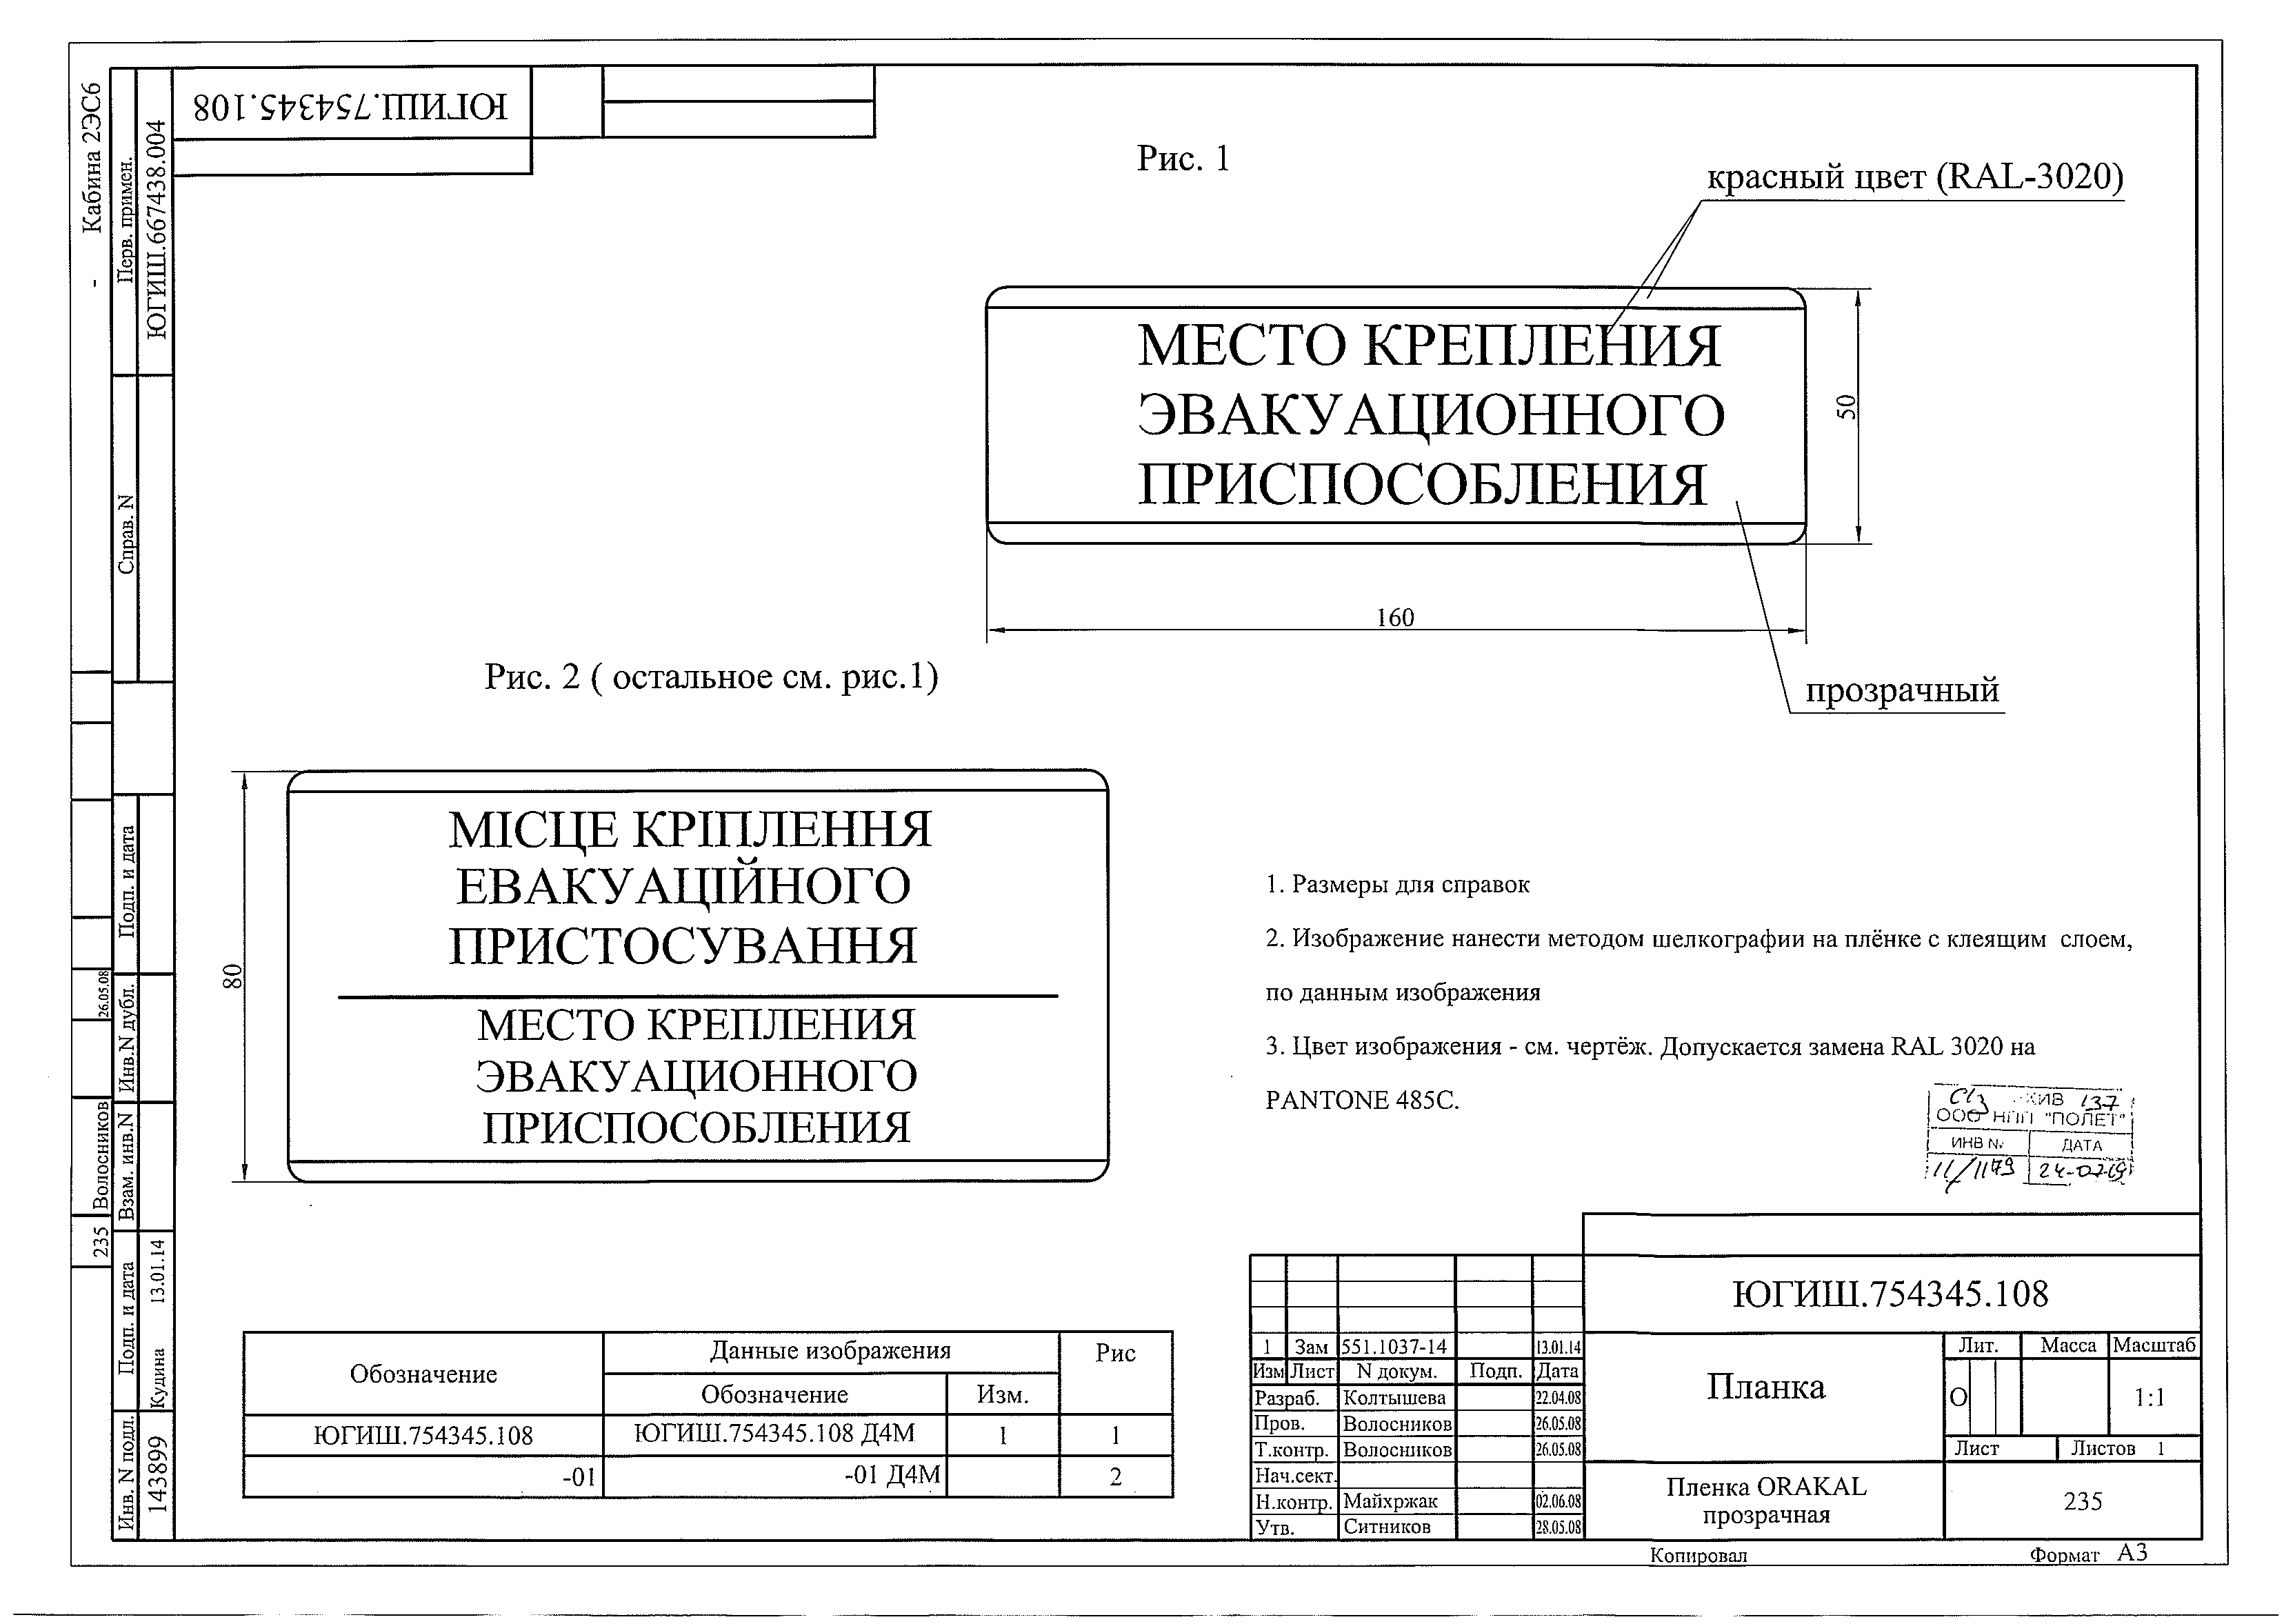 ЮГИШ.754345.108
Кабина 2ЭС6
-
Перв. примен.
ЮГИШ.667438.004
Справ. N
Рис. 1
красный цвет (RAL-3020)
МЕСТО КРЕПЛЕНИЯ
ЭВАКУАЦИОННОГО
ПРИСПОСОБЛЕНИЯ
50
160
прозрачный
Рис. 2 ( остальное см. рис.1)
МІСЦЕ КРІПЛЕННЯ
ЕВАКУАЦІЙНОГО
ПРИСТОСУВАННЯ
МЕСТО КРЕПЛЕНИЯ
ЭВАКУАЦИОННОГО
ПРИСПОСОБЛЕНИЯ
80
1. Размеры для справок
2. Изображение нанести методом шелкографии на плёнке с клеящим слоем,
по данным изображения
3. Цвет изображения - см. чертёж. Допускается замена RAL 3020 на
PANTONE 485C.
ООО НПП "ПОЛЕТ"
ИНВ N ДАТА
11/1179
Подп. и дата
Инв.N дубл.
Взам. инв.N
Подп. и дата
Инв. N подл.
26.05.08
Волосников
235
13.01.14
Кудина
143899
Обозначение Данные изображения Рис
Обозначение Изм.
ЮГИШ.754345.108 ЮГИШ.754345.108 Д4М 1 1
-01 -01 Д4М 2
ЮГИШ.754345.108
1 Зам 551.1037-14 13.01.14
Изм Лист N докум. Подп. Дата
Разраб. Колтышева 22.04.08
Пров. Волосников 26.05.08
Т.контр. Волосников 26.05.08
Нач.сект.
Н.контр. Майхржак 02.06.08
Утв. Ситников 28.05.08
Планка
Лит. Масса Масштаб
О 1:1
Лист Листов 1
Пленка ORAKAL
прозрачная
235
Копировал Формат А3